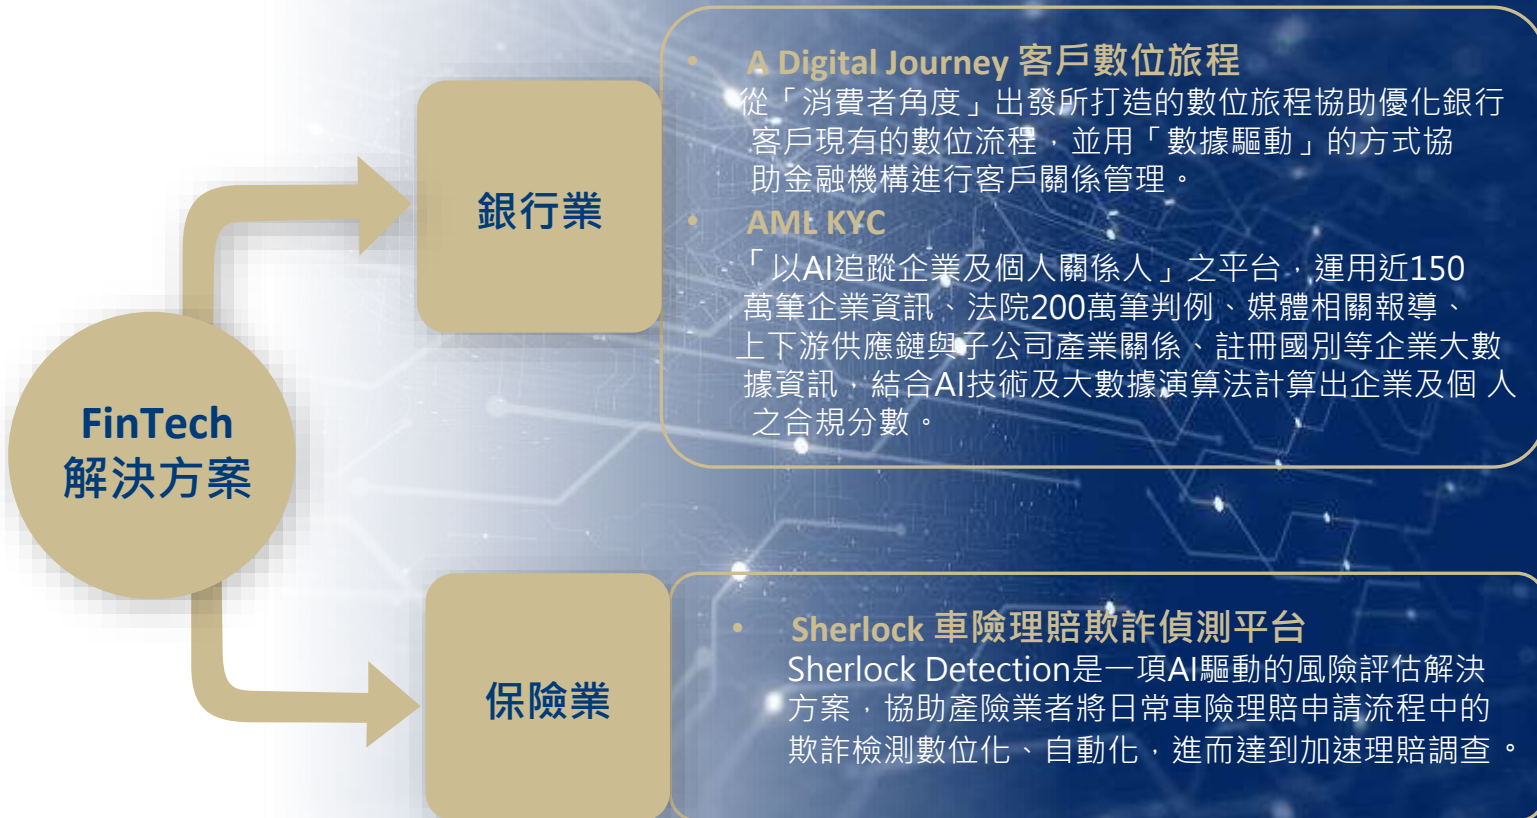 FinTech
解決方案
銀行業
• A Digital Journey 客戶數位旅程
從「消費者角度」出發所打造的數位旅程協助優化銀行
客戶現有的數位流程，並用「數據驅動」的方式協
助金融機構進行客戶關係管理。
• AML KYC
「以AI追蹤企業及個人關係人」之平台，運用近150
萬筆企業資訊、法院200萬筆判例、媒體相關報導、
上下游供應鏈與子公司產業關係、註冊國別等企業大數
據資訊，結合AI技術及大數據演算法計算出企業及個 人
之合規分數。
保險業
• Sherlock 車險理賠欺詐偵測平台
Sherlock Detection是一項AI驅動的風險評估解決
方案，協助產險業者將日常車險理賠申請流程中的
欺詐檢測數位化、自動化，進而達到加速理賠調查。